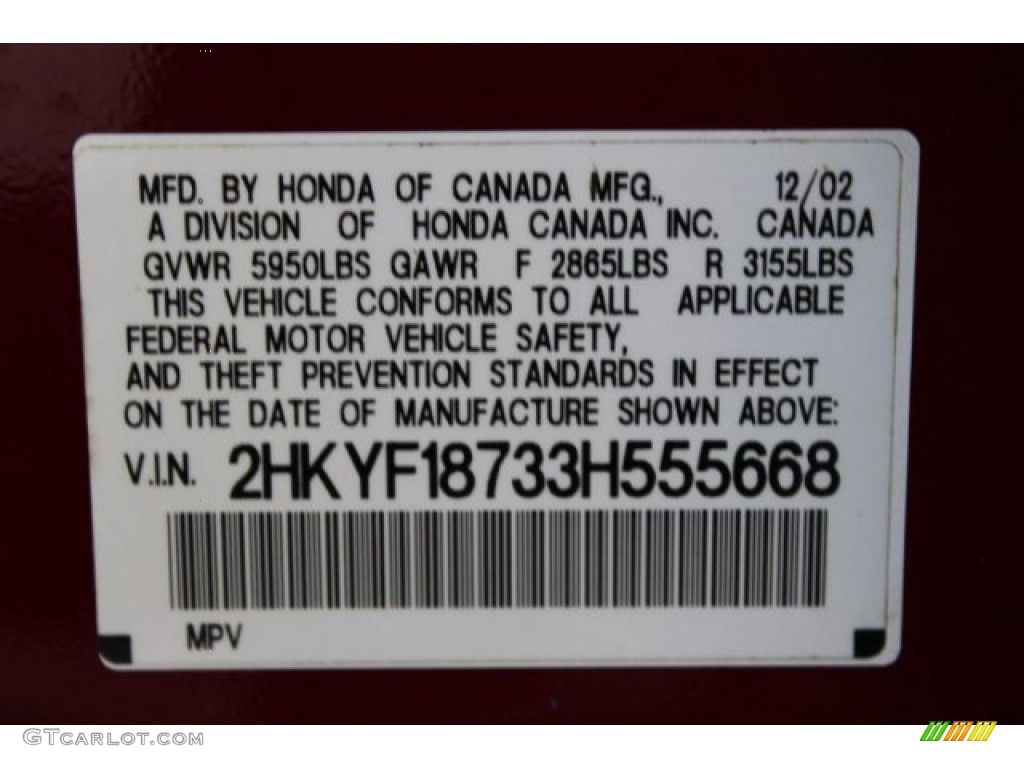 MFD. BY HONDA OF CANADA MFG., 12/02
A DIVISION OF HONDA CANADA INC. CANADA
GVWR 5950LBS GAWR F 2865LBS R 3155LBS
THIS VEHICLE CONFORMS TO ALL APPLICABLE
FEDERAL MOTOR VEHICLE SAFETY,
AND THEFT PREVENTION STANDARDS IN EFFECT
ON THE DATE OF MANUFACTURE SHOWN ABOVE:
V.I.N. 2HKYF18733H555668
MPV
GTCARLOT.COM